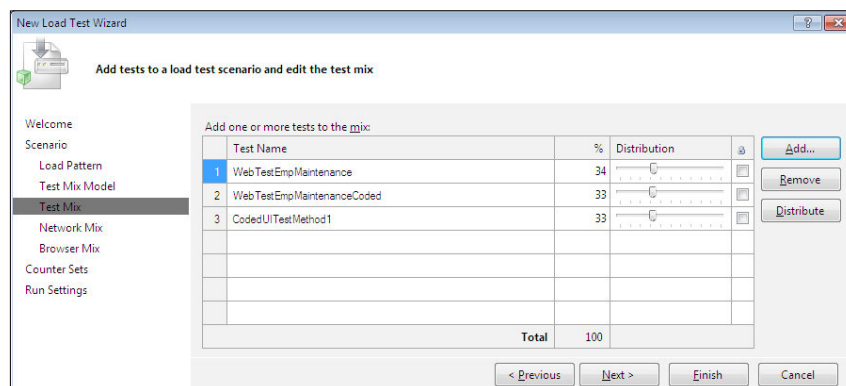 New Load Test Wizard
Add tests to a load test scenario and edit the test mix
Welcome
Scenario
Load Pattern
Test Mix Model
Test Mix
Network Mix
Browser Mix
Counter Sets
Run Settings
Add one or more tests to the mix:
Test Name % Distribution
1 WebTestEmpMaintenance 34
2 WebTestEmpMaintenanceCoded 33
3 CodedUITestMethod1 33
Total 100
Add...
Remove
Distribute
< Previous Next > Finish Cancel